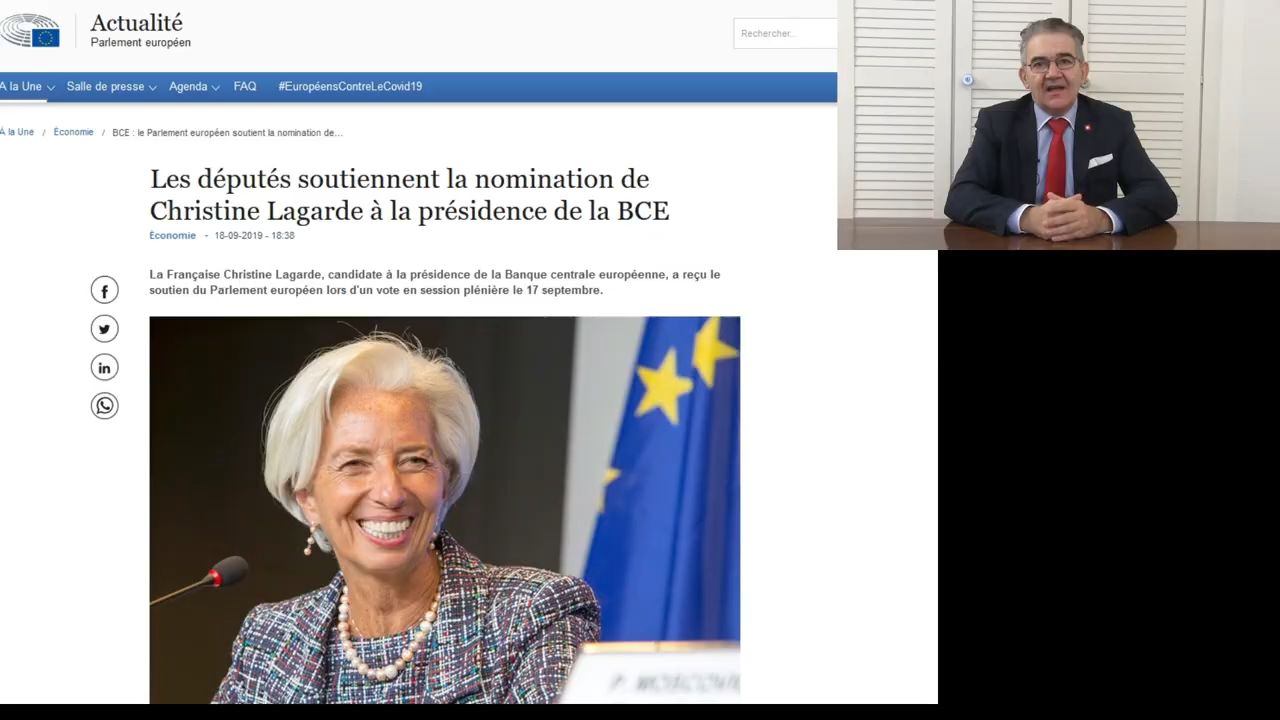 Actualité
Parlement européen
Rechercher...
A la Une
Salle de presse
Agenda
FAQ
#EuropéensContreLeCovid19
À la Une / Économie / BCE : le Parlement européen soutient la nomination de...
Les députés soutiennent la nomination de
Christine Lagarde à la présidence de la BCE
Économie - 18-09-2019 - 18:38
La Française Christine Lagarde, candidate à la présidence de la Banque centrale européenne, a reçu le
soutien du Parlement européen lors d'un vote en session plénière le 17 septembre.